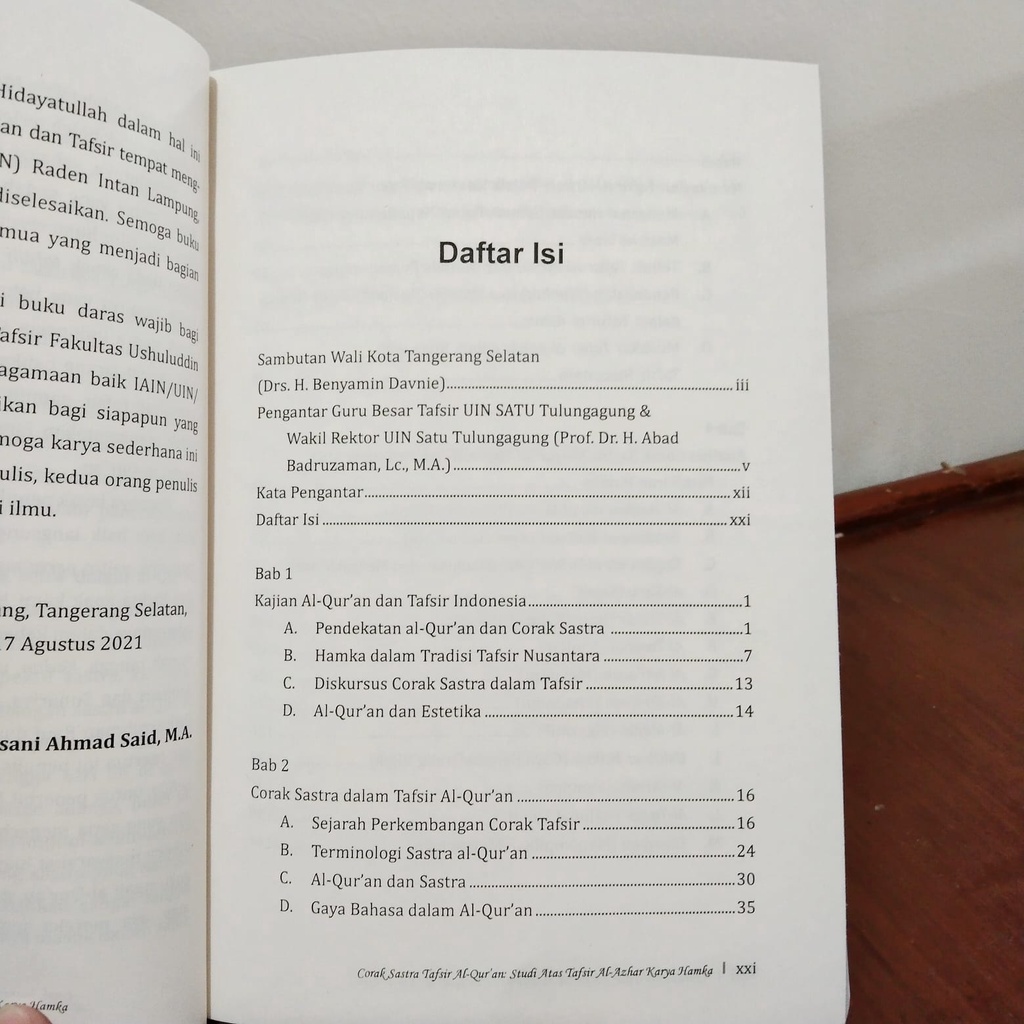 Hidayatullah dalam hal ini
an dan Tafsir tempat meng-
N) Raden Intan Lampung,
diselesaikan. Semoga buku
mua yang menjadi bagian
i buku daras wajib bagi
afsir Fakultas Ushuluddin
agamaan baik IAIN/UIN/
ikan bagi siapapun yang
moga karya sederhana ini
ulis, kedua orang penulis
i ilmu.
ng, Tangerang Selatan,
17 Agustus 2021
sani Ahmad Said, M.A.
Hamka
Daftar Isi
Sambutan Wali Kota Tangerang Selatan
(Drs. H. Benyamin Davnie) iii
Pengantar Guru Besar Tafsir UIN SATU Tulungagung &
Wakil Rektor UIN Satu Tulungagung (Prof. Dr. H. Abad
Badruzaman, Lc., M.A.) v
Kata Pengantar xii
Daftar Isi xxi
Bab 1
Kajian Al-Qur'an dan Tafsir Indonesia 1
A. Pendekatan al-Qur'an dan Corak Sastra 1
B. Hamka dalam Tradisi Tafsir Nusantara 7
C. Diskursus Corak Sastra dalam Tafsir 13
D. Al-Qur'an dan Estetika 14
Bab 2
Corak Sastra dalam Tafsir Al-Qur'an 16
A. Sejarah Perkembangan Corak Tafsir 16
B. Terminologi Sastra al-Qur'an 24
C. Al-Qur'an dan Sastra 30
D. Gaya Bahasa dalam Al-Qur'an 35
Corak Sastra Tafsir Al-Qur'an: Studi Atas Tafsir Al-Azhar Karya Hamka | xxi